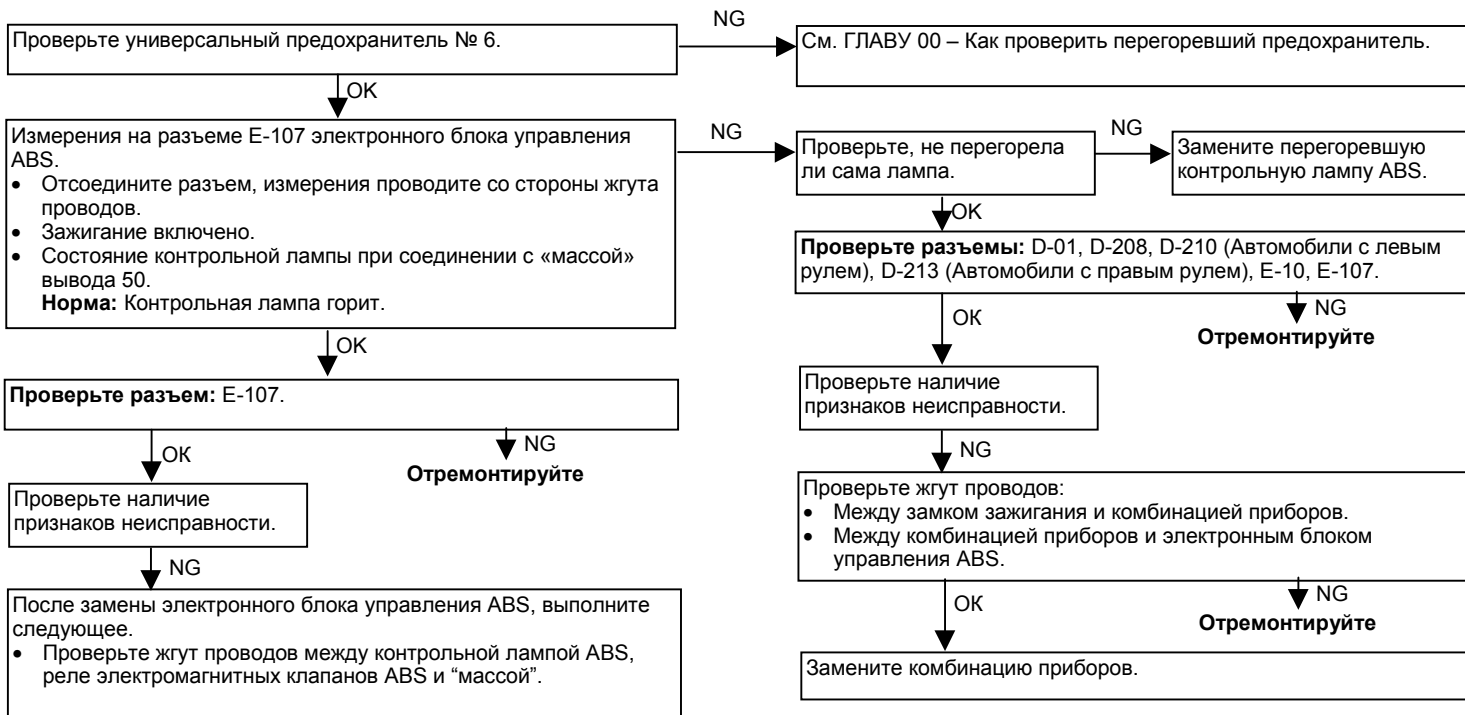 NG
Проверьте универсальный предохранитель № 6.
См. ГЛАВУ 00 – Как проверить перегоревший предохранитель.
OK
Измерения на разъеме Е-107 электронного блока управления
ABS.
• Отсоедините разъем, измерения проводите со стороны жгута
проводов.
• Зажигание включено.
• Состояние контрольной лампы при соединении с «массой»
вывода 50.
Норма: Контрольная лампа горит.
NG
Проверьте, не перегорела
ли сама лампа.
NG
Замените перегоревшую
контрольную лампу ABS.
OK
Проверьте разъемы: D-01, D-208, D-210 (Автомобили с левым
рулем), D-213 (Автомобили с правым рулем), Е-10, Е-107.
OK
NG
Отремонтируйте
OK
Проверьте разъем: Е-107.
OK
NG
Отремонтируйте
Проверьте наличие
признаков неисправности.
NG
Проверьте наличие
признаков неисправности.
NG
Проверьте жгут проводов:
• Между замком зажигания и комбинацией приборов.
• Между комбинацией приборов и электронным блоком
управления ABS.
OK
NG
Отремонтируйте
После замены электронного блока управления ABS, выполните
следующее.
• Проверьте жгут проводов между контрольной лампой ABS,
реле электромагнитных клапанов ABS и “массой”.
Замените комбинацию приборов.